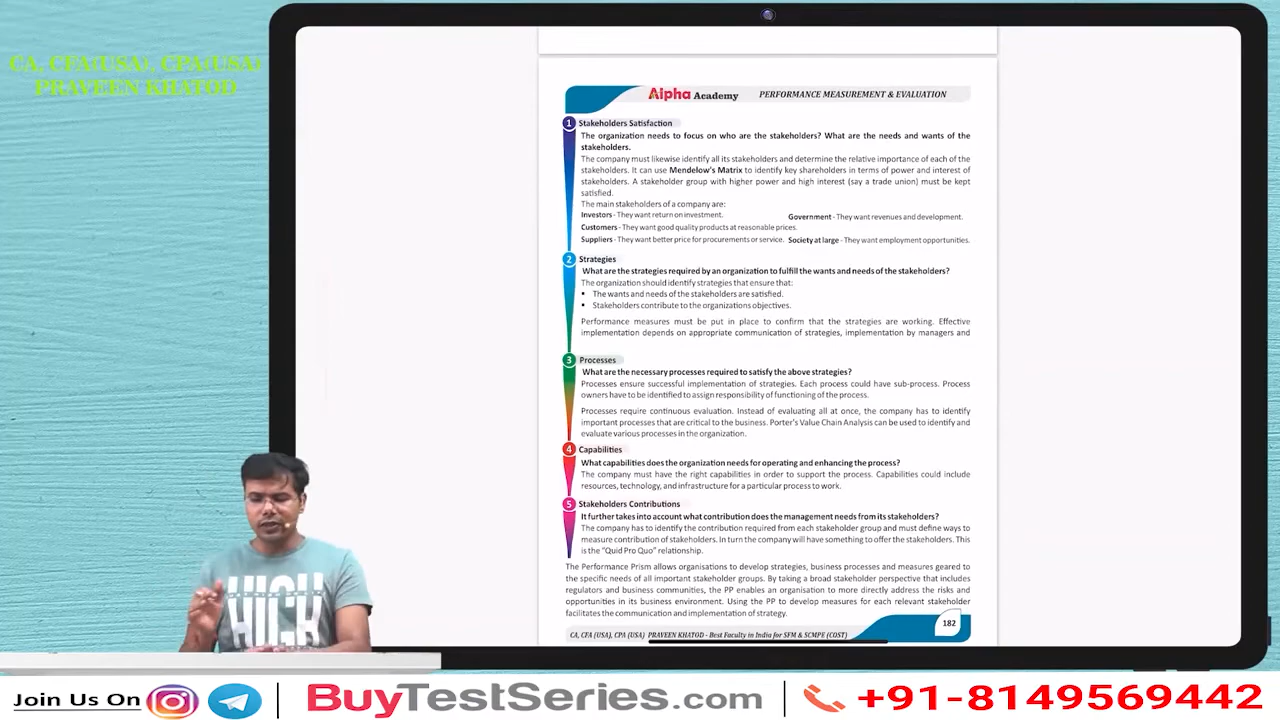 CA, CFA(USA), CPA(USA)
PRAVEEN KHATOD
Alpha Academy
PERFORMANCE MEASUREMENT & EVALUATION
1 Stakeholders Satisfaction
The organization needs to focus on who are the stakeholders? What are the needs and wants of the
stakeholders.
The company must likewise identify all its stakeholders and determine the relative importance of each of the
stakeholders. It can use Mendelow's Matrix to identify key shareholders in terms of power and interest of
stakeholders. A stakeholder group with higher power and high interest (say a trade union) must be kept
satisfied.
The main stakeholders of a company are:
Investors - They want return on investment.
Government - They want revenues and development.
Customers - They want good quality products at reasonable prices.
Suppliers - They want better price for procurements or service.
Society at large - They want employment opportunities.
2 Strategies
What are the strategies required by an organization to fulfill the wants and needs of the stakeholders?
The organization should identify strategies that ensure that:
▪ The wants and needs of the stakeholders are satisfied.
▪ Stakeholders contribute to the organizations objectives.
Performance measures must be put in place to confirm that the strategies are working. Effective
implementation depends on appropriate communication of strategies, implementation by managers and
3 Processes
What are the necessary processes required to satisfy the above strategies?
Processes ensure successful implementation of strategies. Each process could have sub-process. Process
owners have to be identified to assign responsibility of functioning of the process.
Processes require continuous evaluation. Instead of evaluating all at once, the company has to identify
important processes that are critical to the business. Porter's Value Chain Analysis can be used to identify and
evaluate various processes in the organization.
4 Capabilities
What capabilities does the organization needs for operating and enhancing the process?
The company must have the right capabilities in order to support the process. Capabilities could include
resources, technology, and infrastructure for a particular process to work.
5 Stakeholders Contributions
It further takes into account what contribution does the management needs from its stakeholders?
The company has to identify the contribution required from each stakeholder group and must define ways to
measure contribution of stakeholders. In turn the company will have something to offer the stakeholders. This
is the "Quid Pro Quo" relationship.
The Performance Prism allows organisations to develop strategies, business processes and measures geared to
the specific needs of all important stakeholder groups. By taking a broad stakeholder perspective that includes
regulators and business communities, the PP enables an organisation to more directly address the risks and
opportunities in its business environment. Using the PP to develop measures for each relevant stakeholder
facilitates the communication and implementation of strategy.
CA, CFA (USA), CPA (USA) PRAVEEN KHATOD - Best Faculty in India for SFM & SCMPE (COST)
182
HIGH
HIGH
Join Us On
BuyTestSeries.com
+91-8149569442